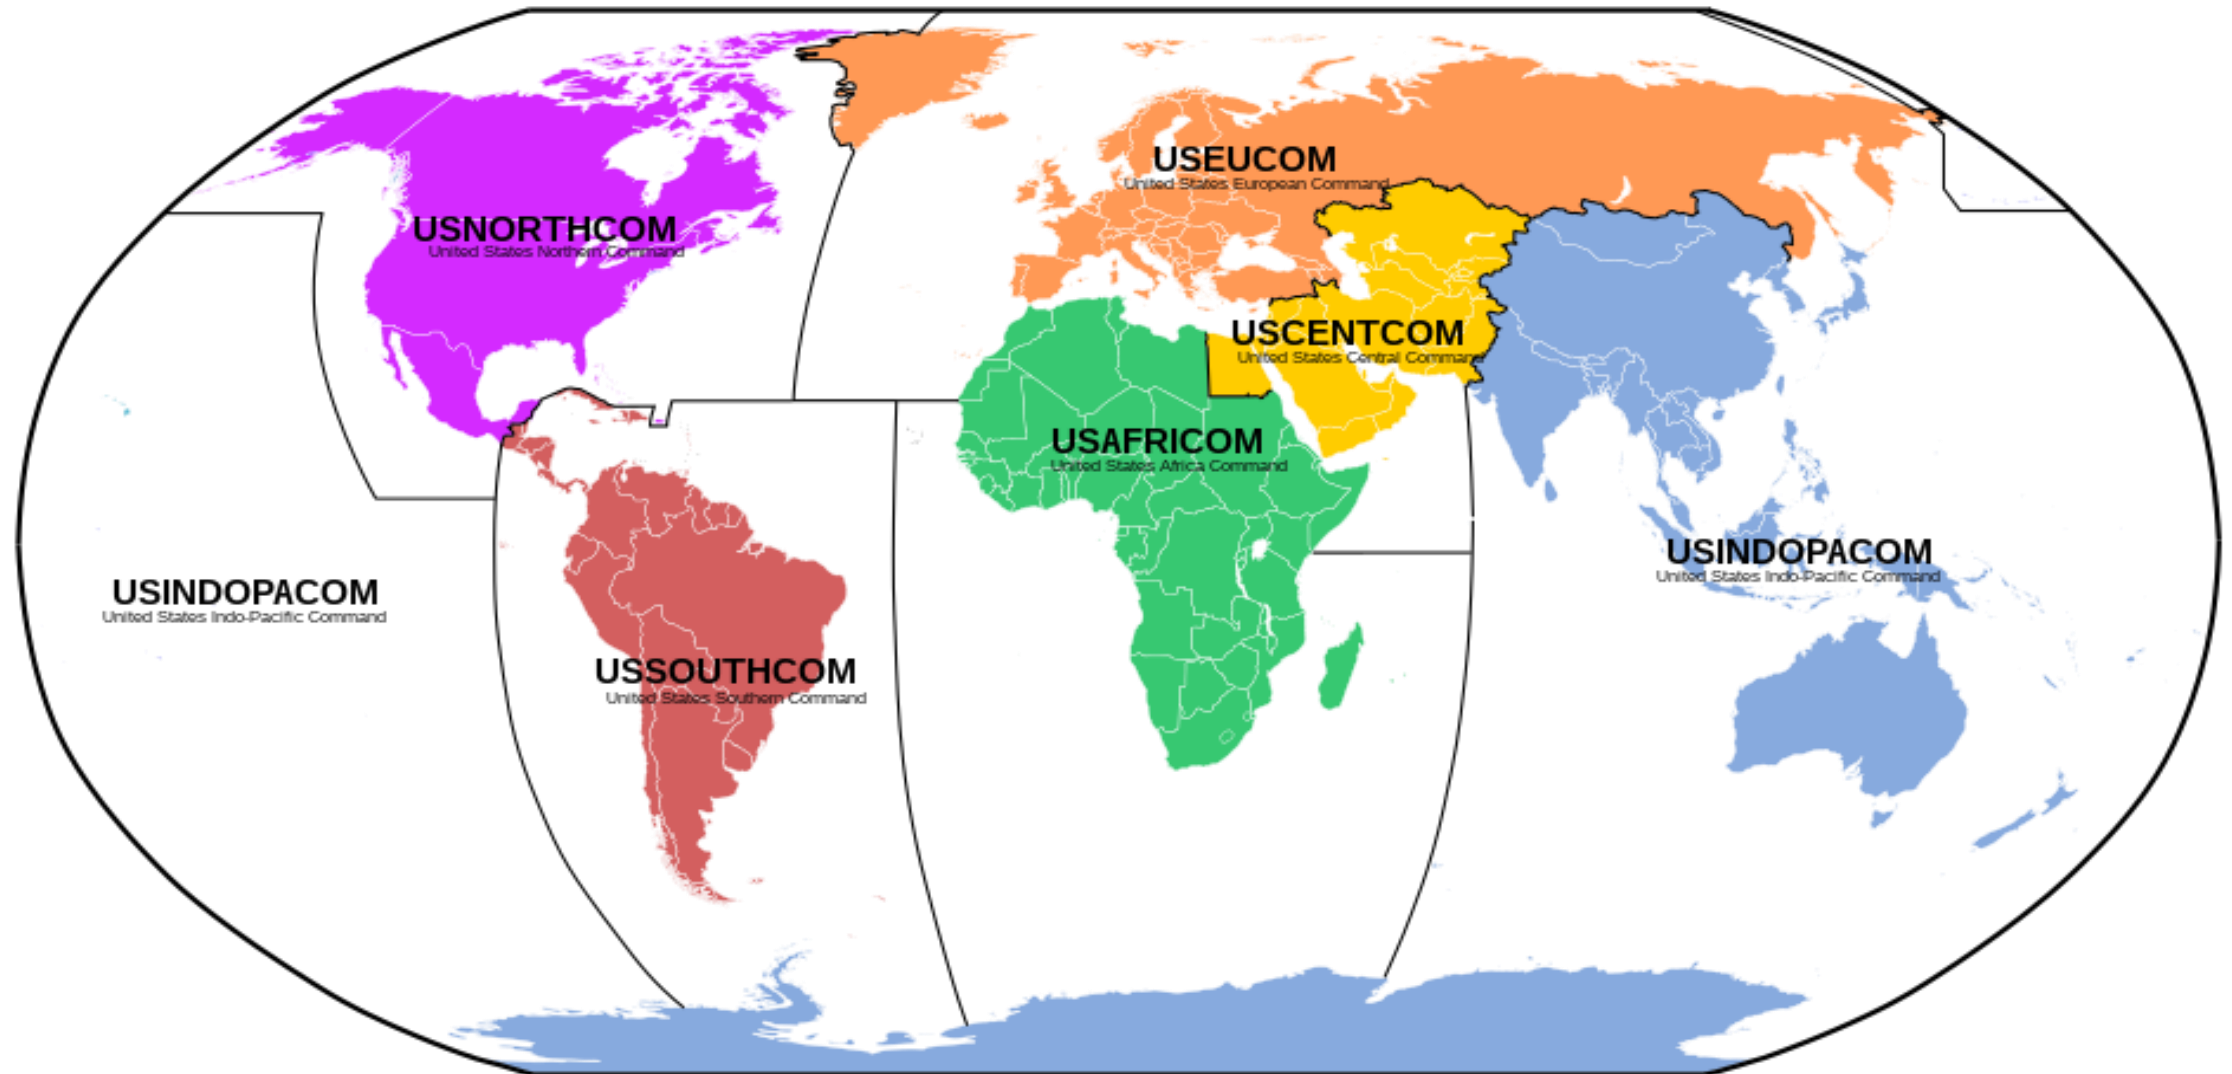 USEUCOM
United States European Command
USNORTHCOM
United States Northern Command
USCENTCOM
United States Central Command
USAFRICOM
United States Africa Command
USINDOPACOM
United States Indo-Pacific Command
USINDOPACOM
United States Indo-Pacific Command
USSOUTHCOM
United States Southern Command